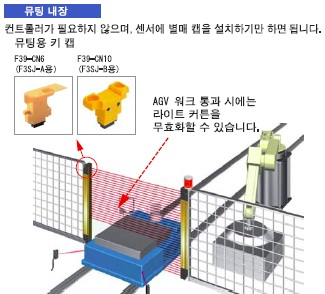 뮤팅 내장
컨트롤러가 필요하지 않으며, 센서에 별매 캡을 설치하기만 하면 됩니다.
뮤팅용 키 캡
F39-CN6
(F3SJ-A용)
F39-CN10
(F3SJ-B용)
AGV 워크 통과 시에는
라이트 커튼을
무효화할 수 있습니다.